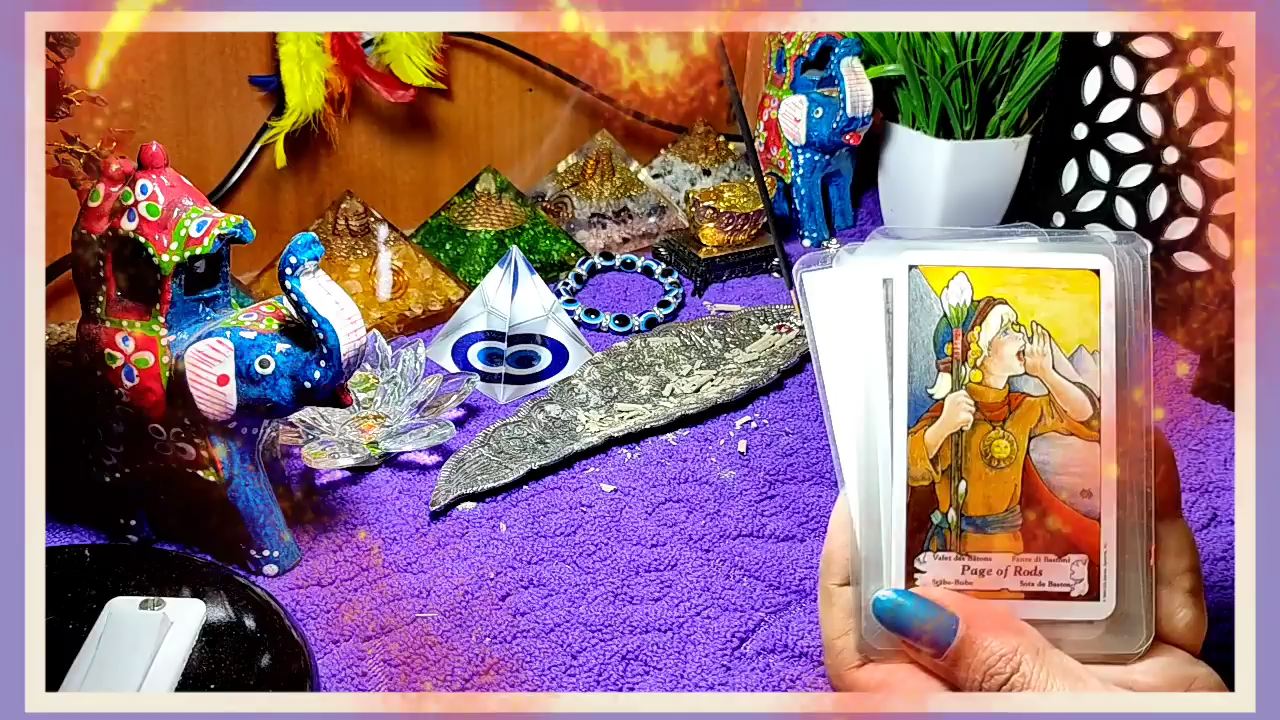 Valet des Bâtons Fante di Bastoni
Page of Rods
Stäbe-Bube Sota de Bastos